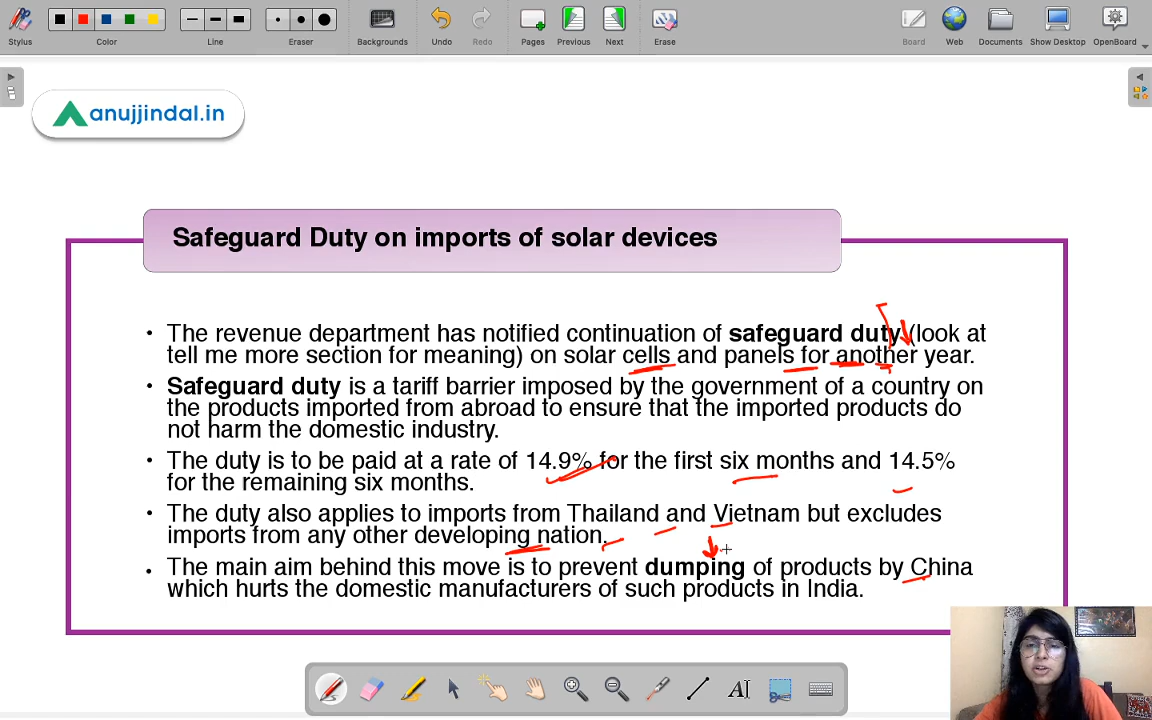 Stylus Color Line Eraser Backgrounds Undo Redo Pages Previous Next Erase Board Web Documents Show Desktop OpenBoard
anujjindal.in
Safeguard Duty on imports of solar devices
• The revenue department has notified continuation of safeguard duty (look at
tell me more section for meaning) on solar cells and panels for another year.
• Safeguard duty is a tariff barrier imposed by the government of a country on
the products imported from abroad to ensure that the imported products do
not harm the domestic industry.
• The duty is to be paid at a rate of 14.9% for the first six months and 14.5%
for the remaining six months.
• The duty also applies to imports from Thailand and Vietnam but excludes
imports from any other developing nation.
• The main aim behind this move is to prevent dumping of products by China
which hurts the domestic manufacturers of such products in India.